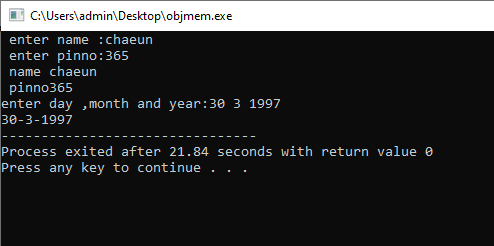 C:\Users\admin\Desktop\objmem.exe
enter name :chaeun
enter pinno:365
name chaeun
pinno365
enter day ,month and year:30 3 1997
30-3-1997
--------------------------------
Process exited after 21.84 seconds with return value 0
Press any key to continue . . .